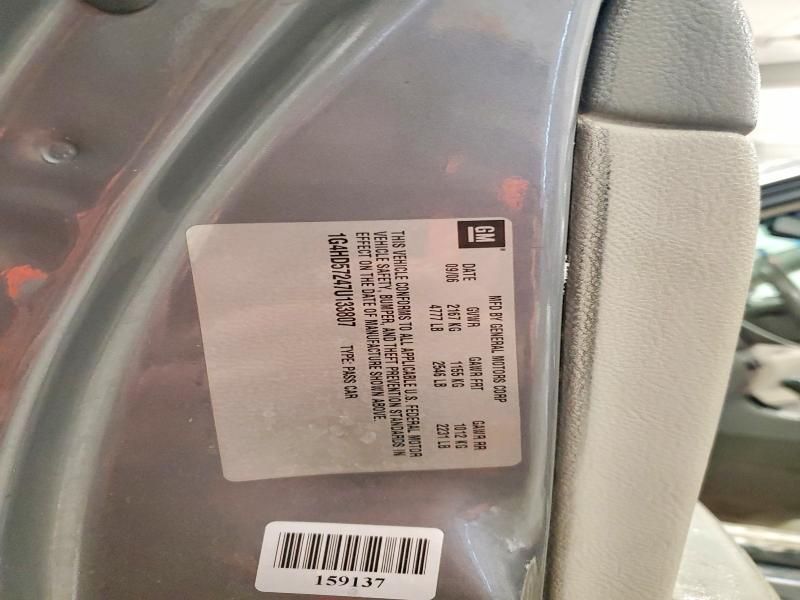 GM
MFD BY GENERAL MOTORS CORP
DATE GVWR GAWR FRT GAWR RR
09/06 2167 KG 1155 KG 1012 KG
4777 LB 2546 LB 2231 LB
THIS VEHICLE CONFORMS TO ALL APPLICABLE U.S. FEDERAL MOTOR
VEHICLE SAFETY, BUMPER, AND THEFT PREVENTION STANDARDS IN
EFFECT ON THE DATE OF MANUFACTURE SHOWN ABOVE.
1G4HD57247U133807 TYPE: PASS CAR
159137